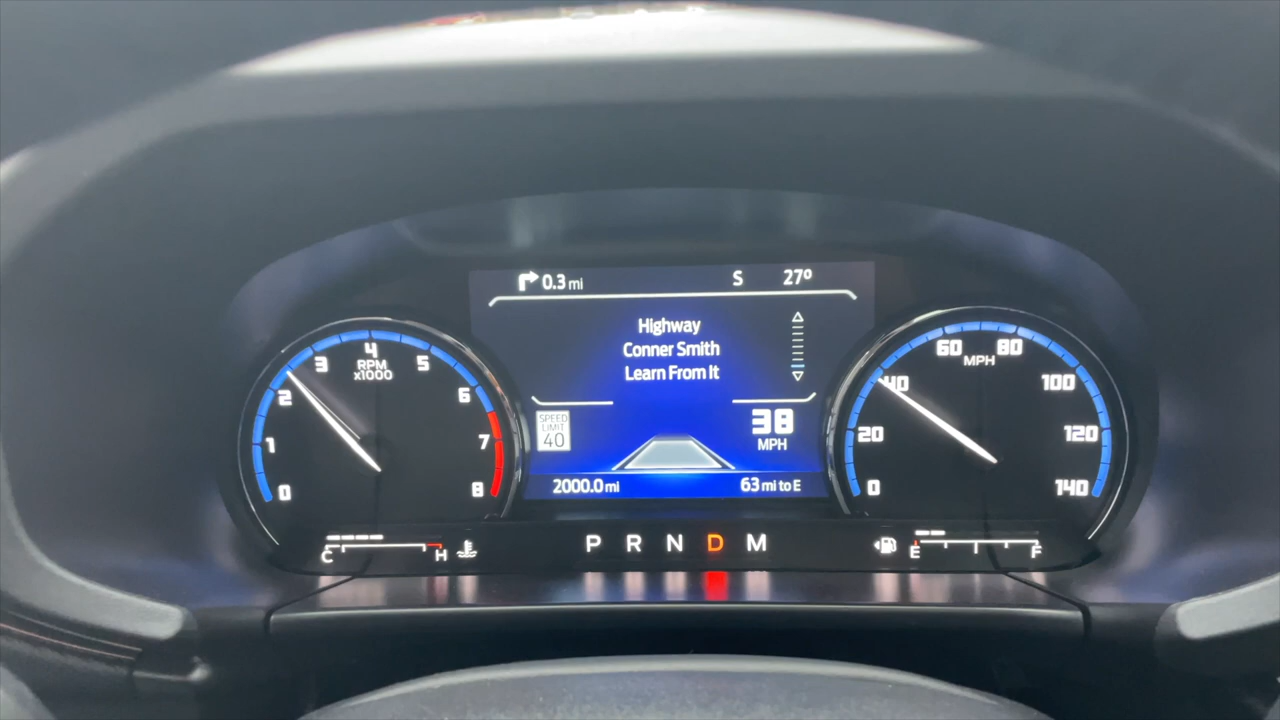 0.3 mi S 27°
Highway
Conner Smith
Learn From It
SPEED
LIMIT
40
38
MPH
2000.0 mi 63 mi to E
0 1 2 3 4 5 6 7 8
RPM
x1000
0 20 40 60 80 100 120 140
MPH
C H
P R N D M
E F